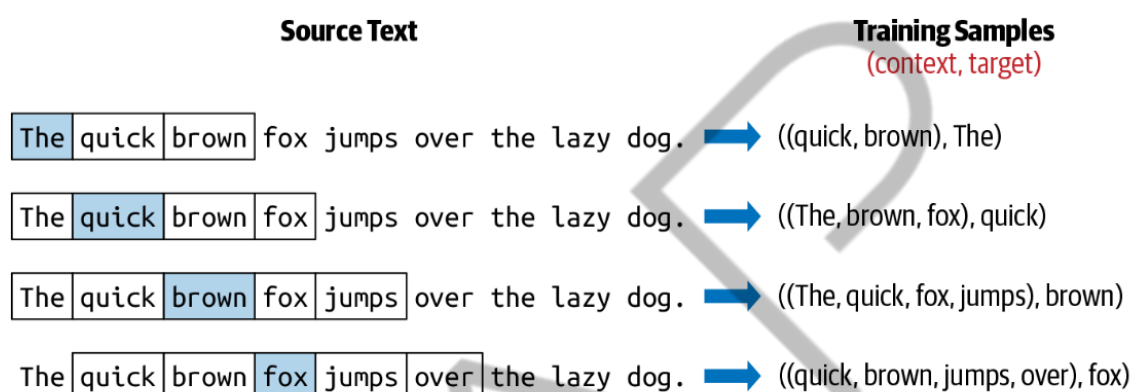 Source Text
Training Samples
(context, target)
The quick brown fox jumps over the lazy dog. ((quick, brown), The)
The quick brown fox jumps over the lazy dog. ((The, brown, fox), quick)
The quick brown fox jumps over the lazy dog. ((The, quick, fox, jumps), brown)
The quick brown fox jumps over the lazy dog. ((quick, brown, jumps, over), fox)